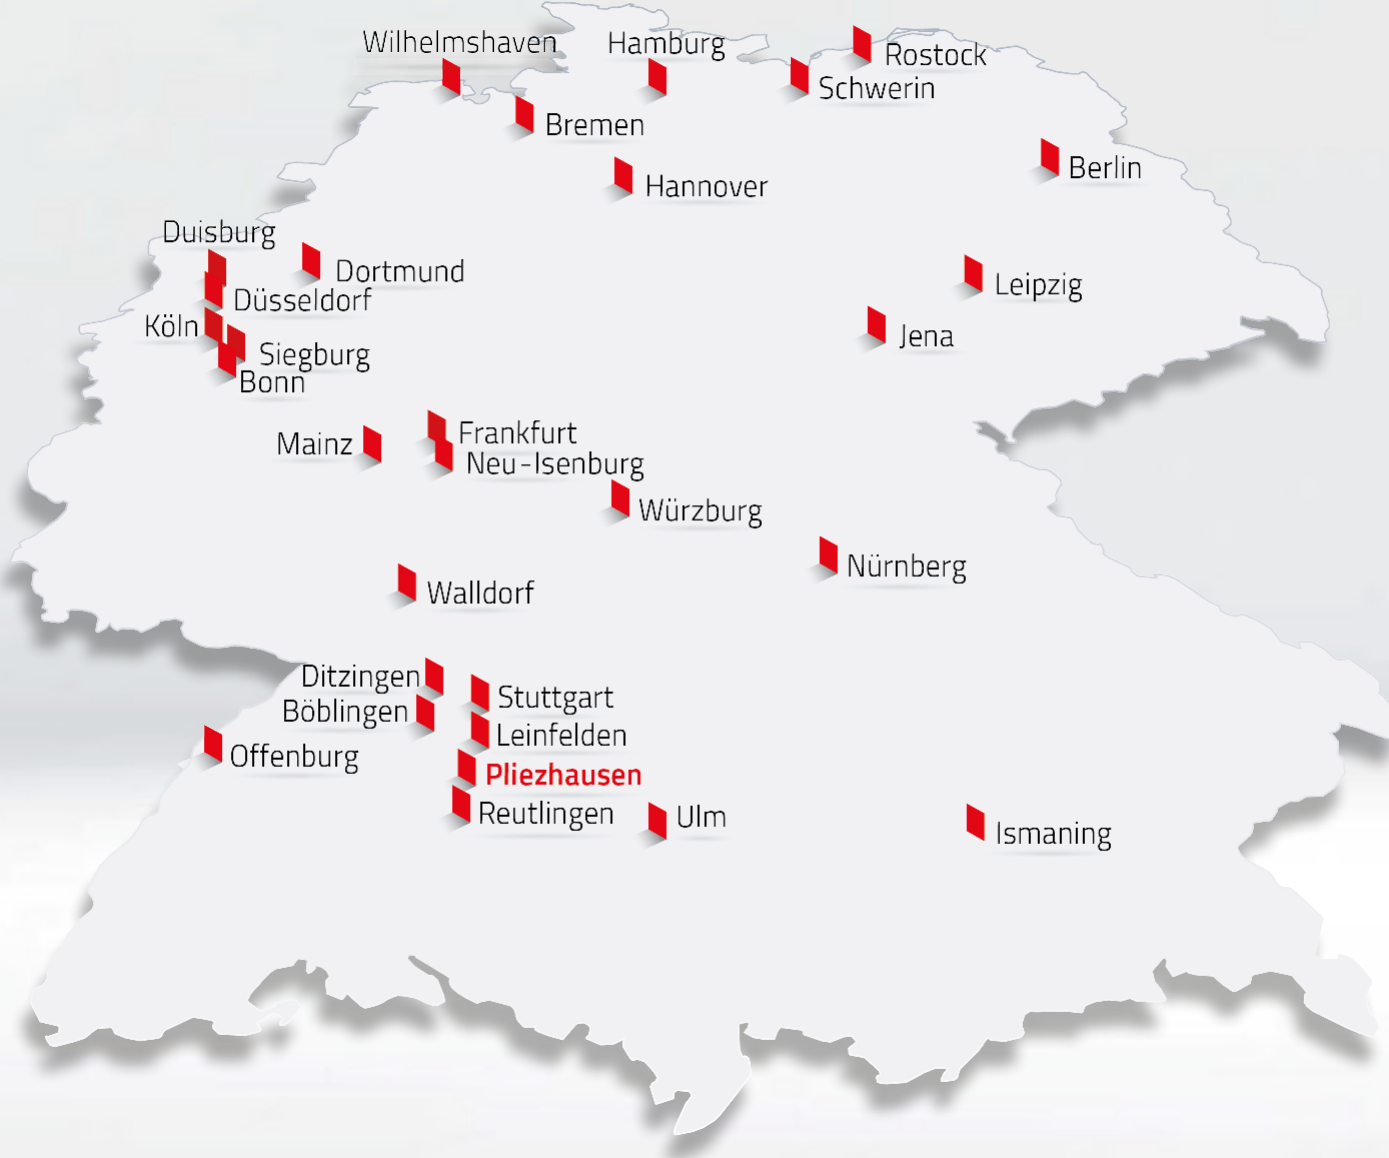 Wilhelmshaven
Hamburg
Rostock
Schwerin
Bremen
Berlin
Hannover
Duisburg
Dortmund
Leipzig
Düsseldorf
Köln
Jena
Siegburg
Bonn
Frankfurt
Mainz
Neu-Isenburg
Würzburg
Nürnberg
Walldorf
Ditzingen
Stuttgart
Böblingen
Leinfelden
Offenburg
Pliezhausen
Reutlingen
Ulm
Ismaning